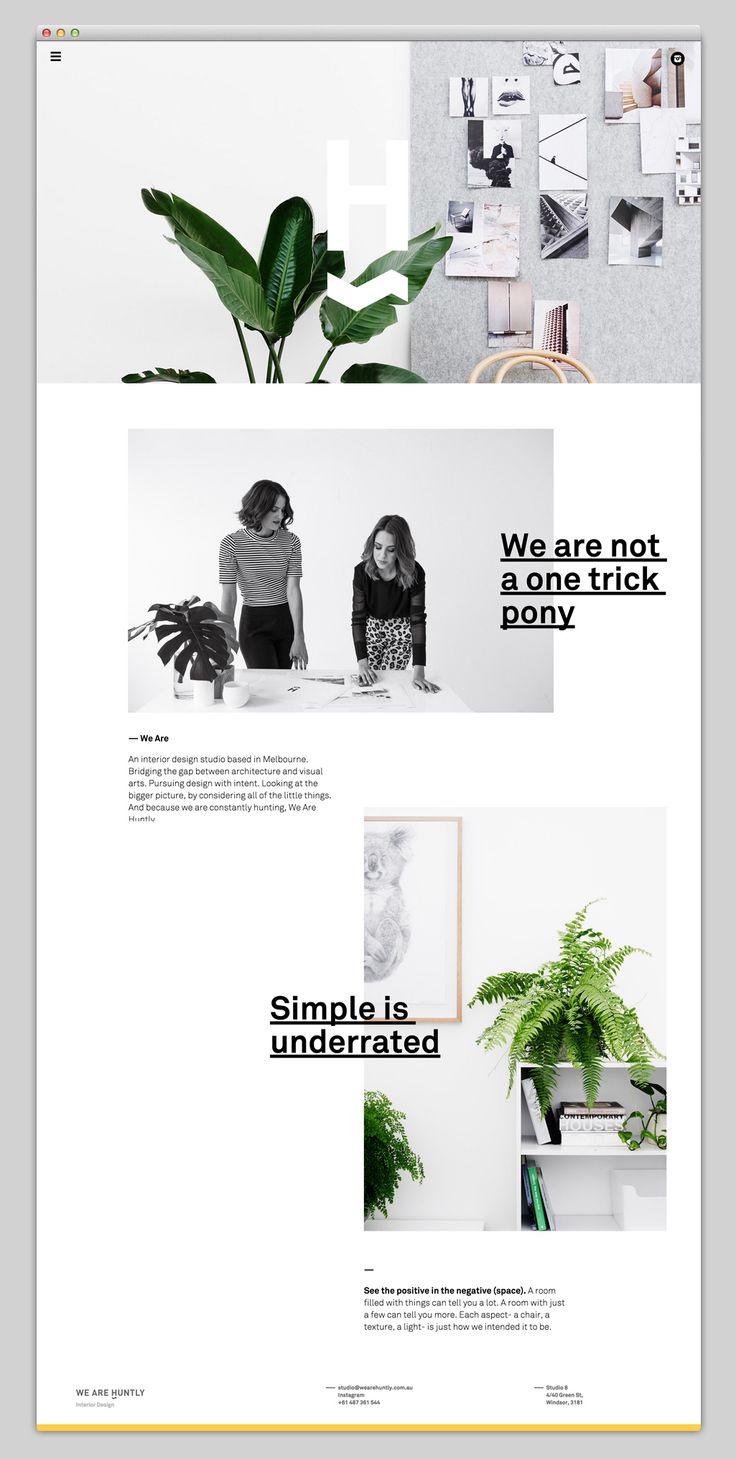 H
We are not
a one trick
pony
— We Are
An interior design studio based in Melbourne.
Bridging the gap between architecture and visual
arts. Pursuing design with intent. Looking at the
bigger picture, by considering all of the little things.
And because we are constantly hunting, We Are
Huntly
Simple is
underrated
CONTEMPORARY
HOUSES
—
See the positive in the negative (space). A room
filled with things can tell you a lot. A room with just
a few can tell you more. Each aspect- a chair, a
texture, a light- is just how we intended it to be.
WE ARE HUNTLY
Interior Design
— studio@wearehuntly.com.au
Instagram
+61 487 361 544
— Studio 8
4/40 Green St,
Windsor, 3181